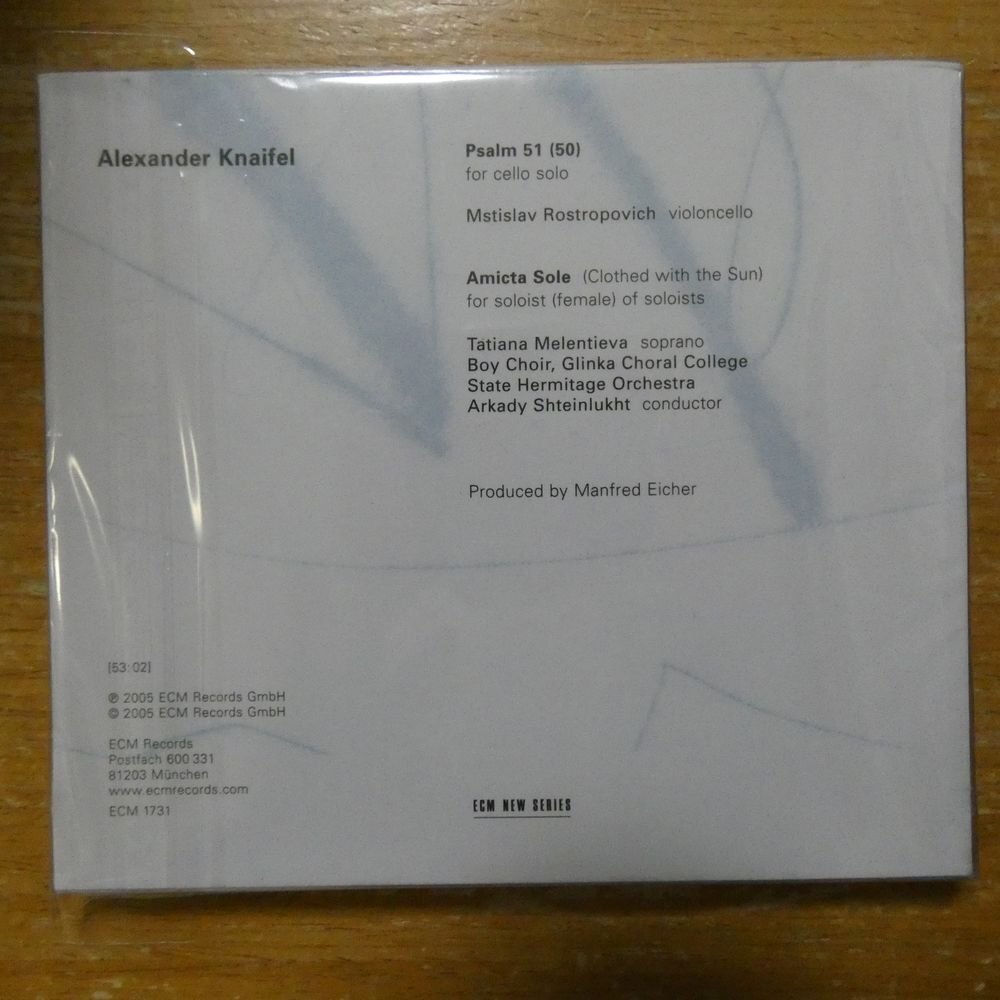 Alexander Knaifel
Psalm 51 (50)
for cello solo
Mstislav Rostropovich violoncello
Amicta Sole (Clothed with the Sun)
for soloist (female) of soloists
Tatiana Melentieva soprano
Boy Choir, Glinka Choral College
State Hermitage Orchestra
Arkady Shteinlukht conductor
Produced by Manfred Eicher
[53:02]
℗ 2005 ECM Records GmbH
© 2005 ECM Records GmbH
ECM Records
Postfach 600 331
81203 München
www.ecmrecords.com
ECM 1731
ECM NEW SERIES